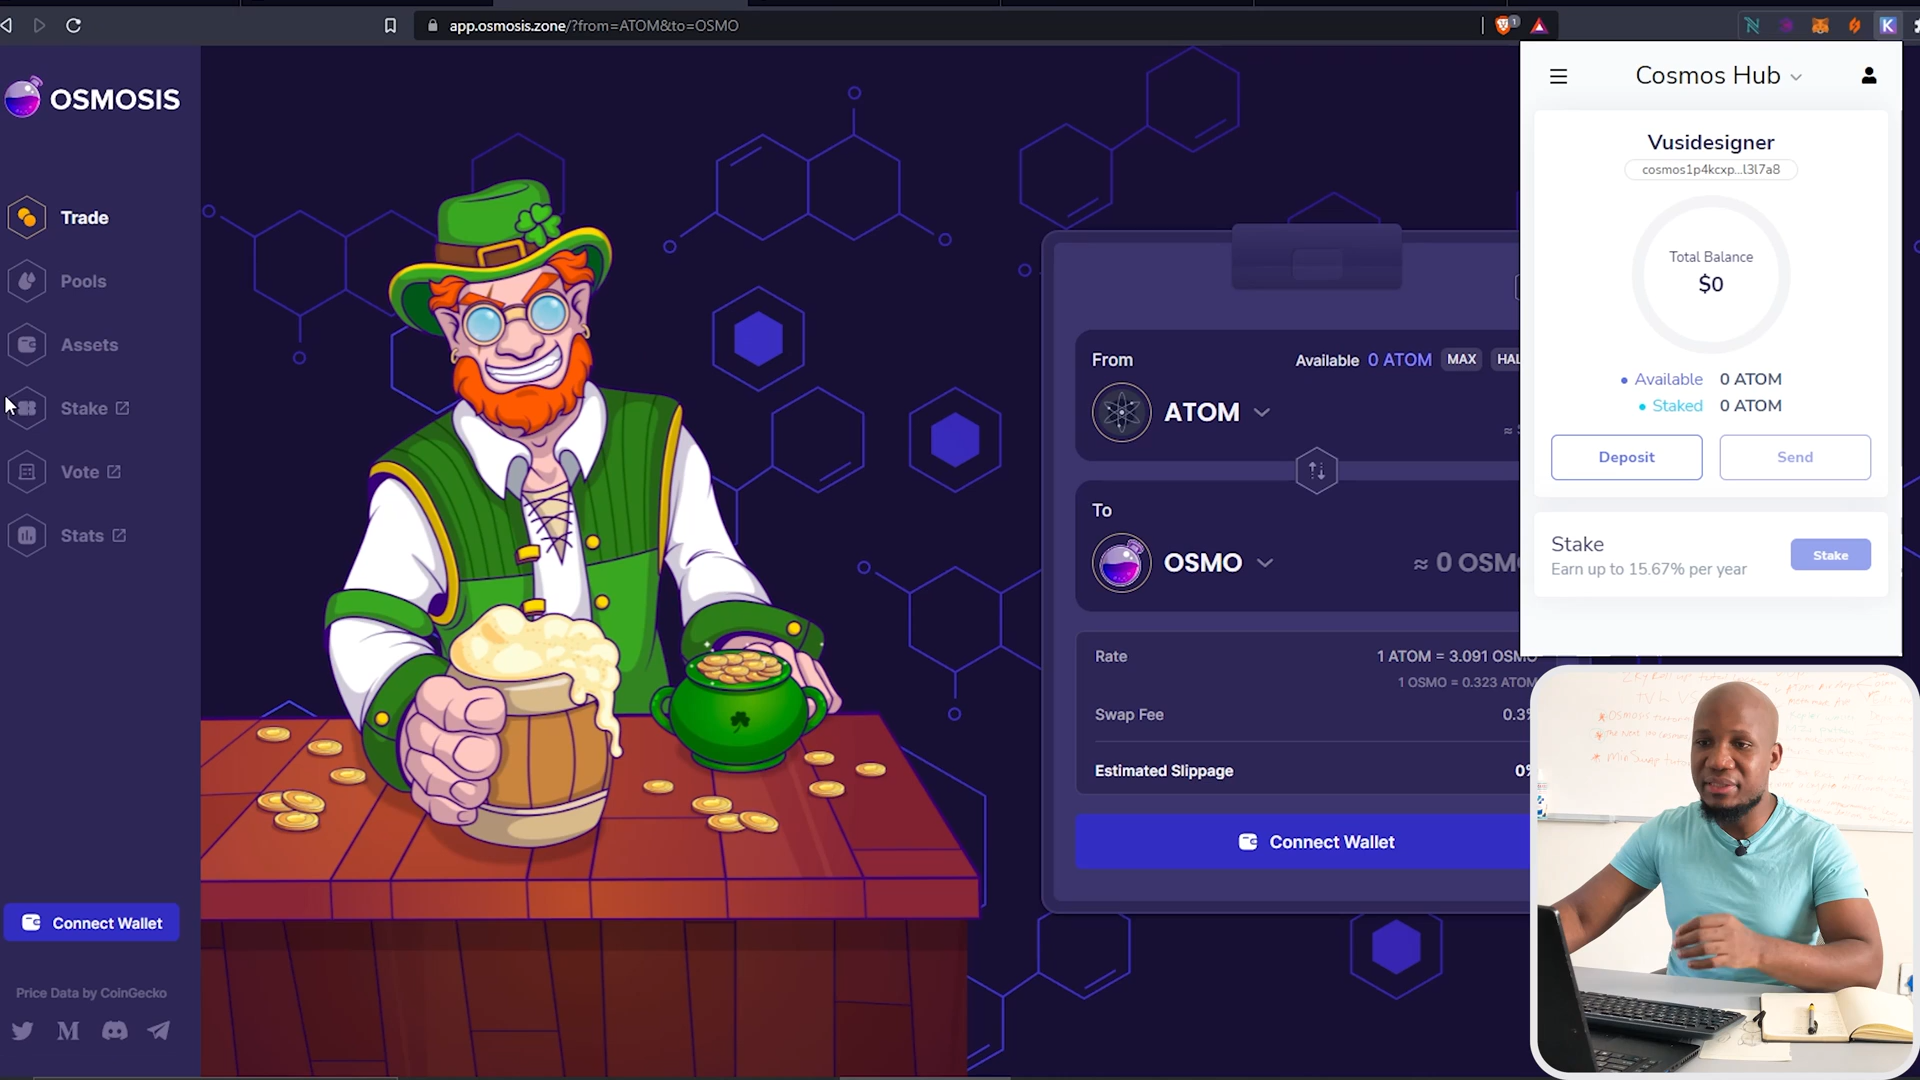 app.osmosis.zone/?from=ATOM&to=OSMO
1
K
OSMOSIS
Trade
Pools
Assets
Stake
Vote
Stats
Connect Wallet
Price Data by CoinGecko
From
Available 0 ATOM MAX HAL
ATOM
To
OSMO
≈ 0 OSMO
Rate
1 ATOM = 3.091 OSMO
1 OSMO = 0.323 ATOM
Swap Fee
0.3%
Estimated Slippage
0%
Connect Wallet
Cosmos Hub
Vusidesigner
cosmos1p4kcxp...l3l7a8
Total Balance
$0
Available 0 ATOM
Staked 0 ATOM
Deposit
Send
Stake
Earn up to 15.67% per year
Stake